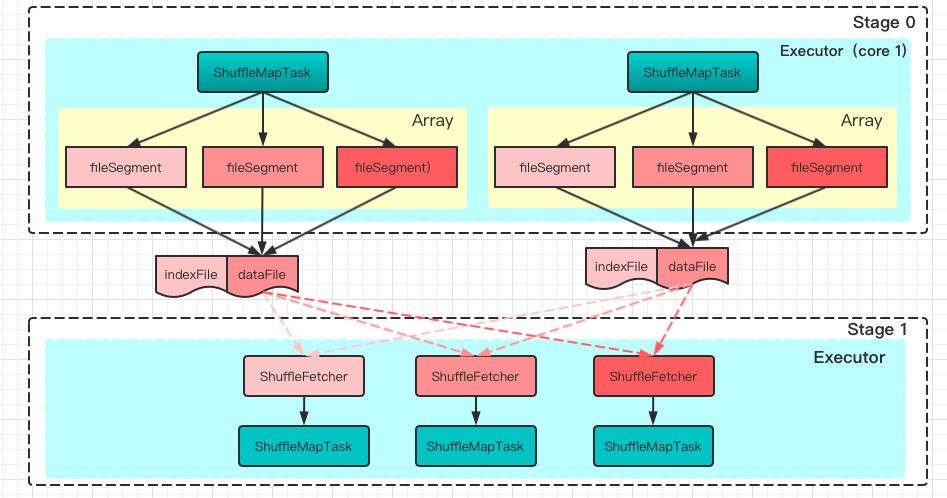 Stage 0
Executor（core 1）
ShuffleMapTask
ShuffleMapTask
Array
Array
fileSegment
fileSegment
fileSegment)
fileSegment
fileSegment
fileSegment
indexFile
dataFile
indexFile
dataFile
Stage 1
Executor
ShuffleFetcher
ShuffleFetcher
ShuffleFetcher
ShuffleMapTask
ShuffleMapTask
ShuffleMapTask